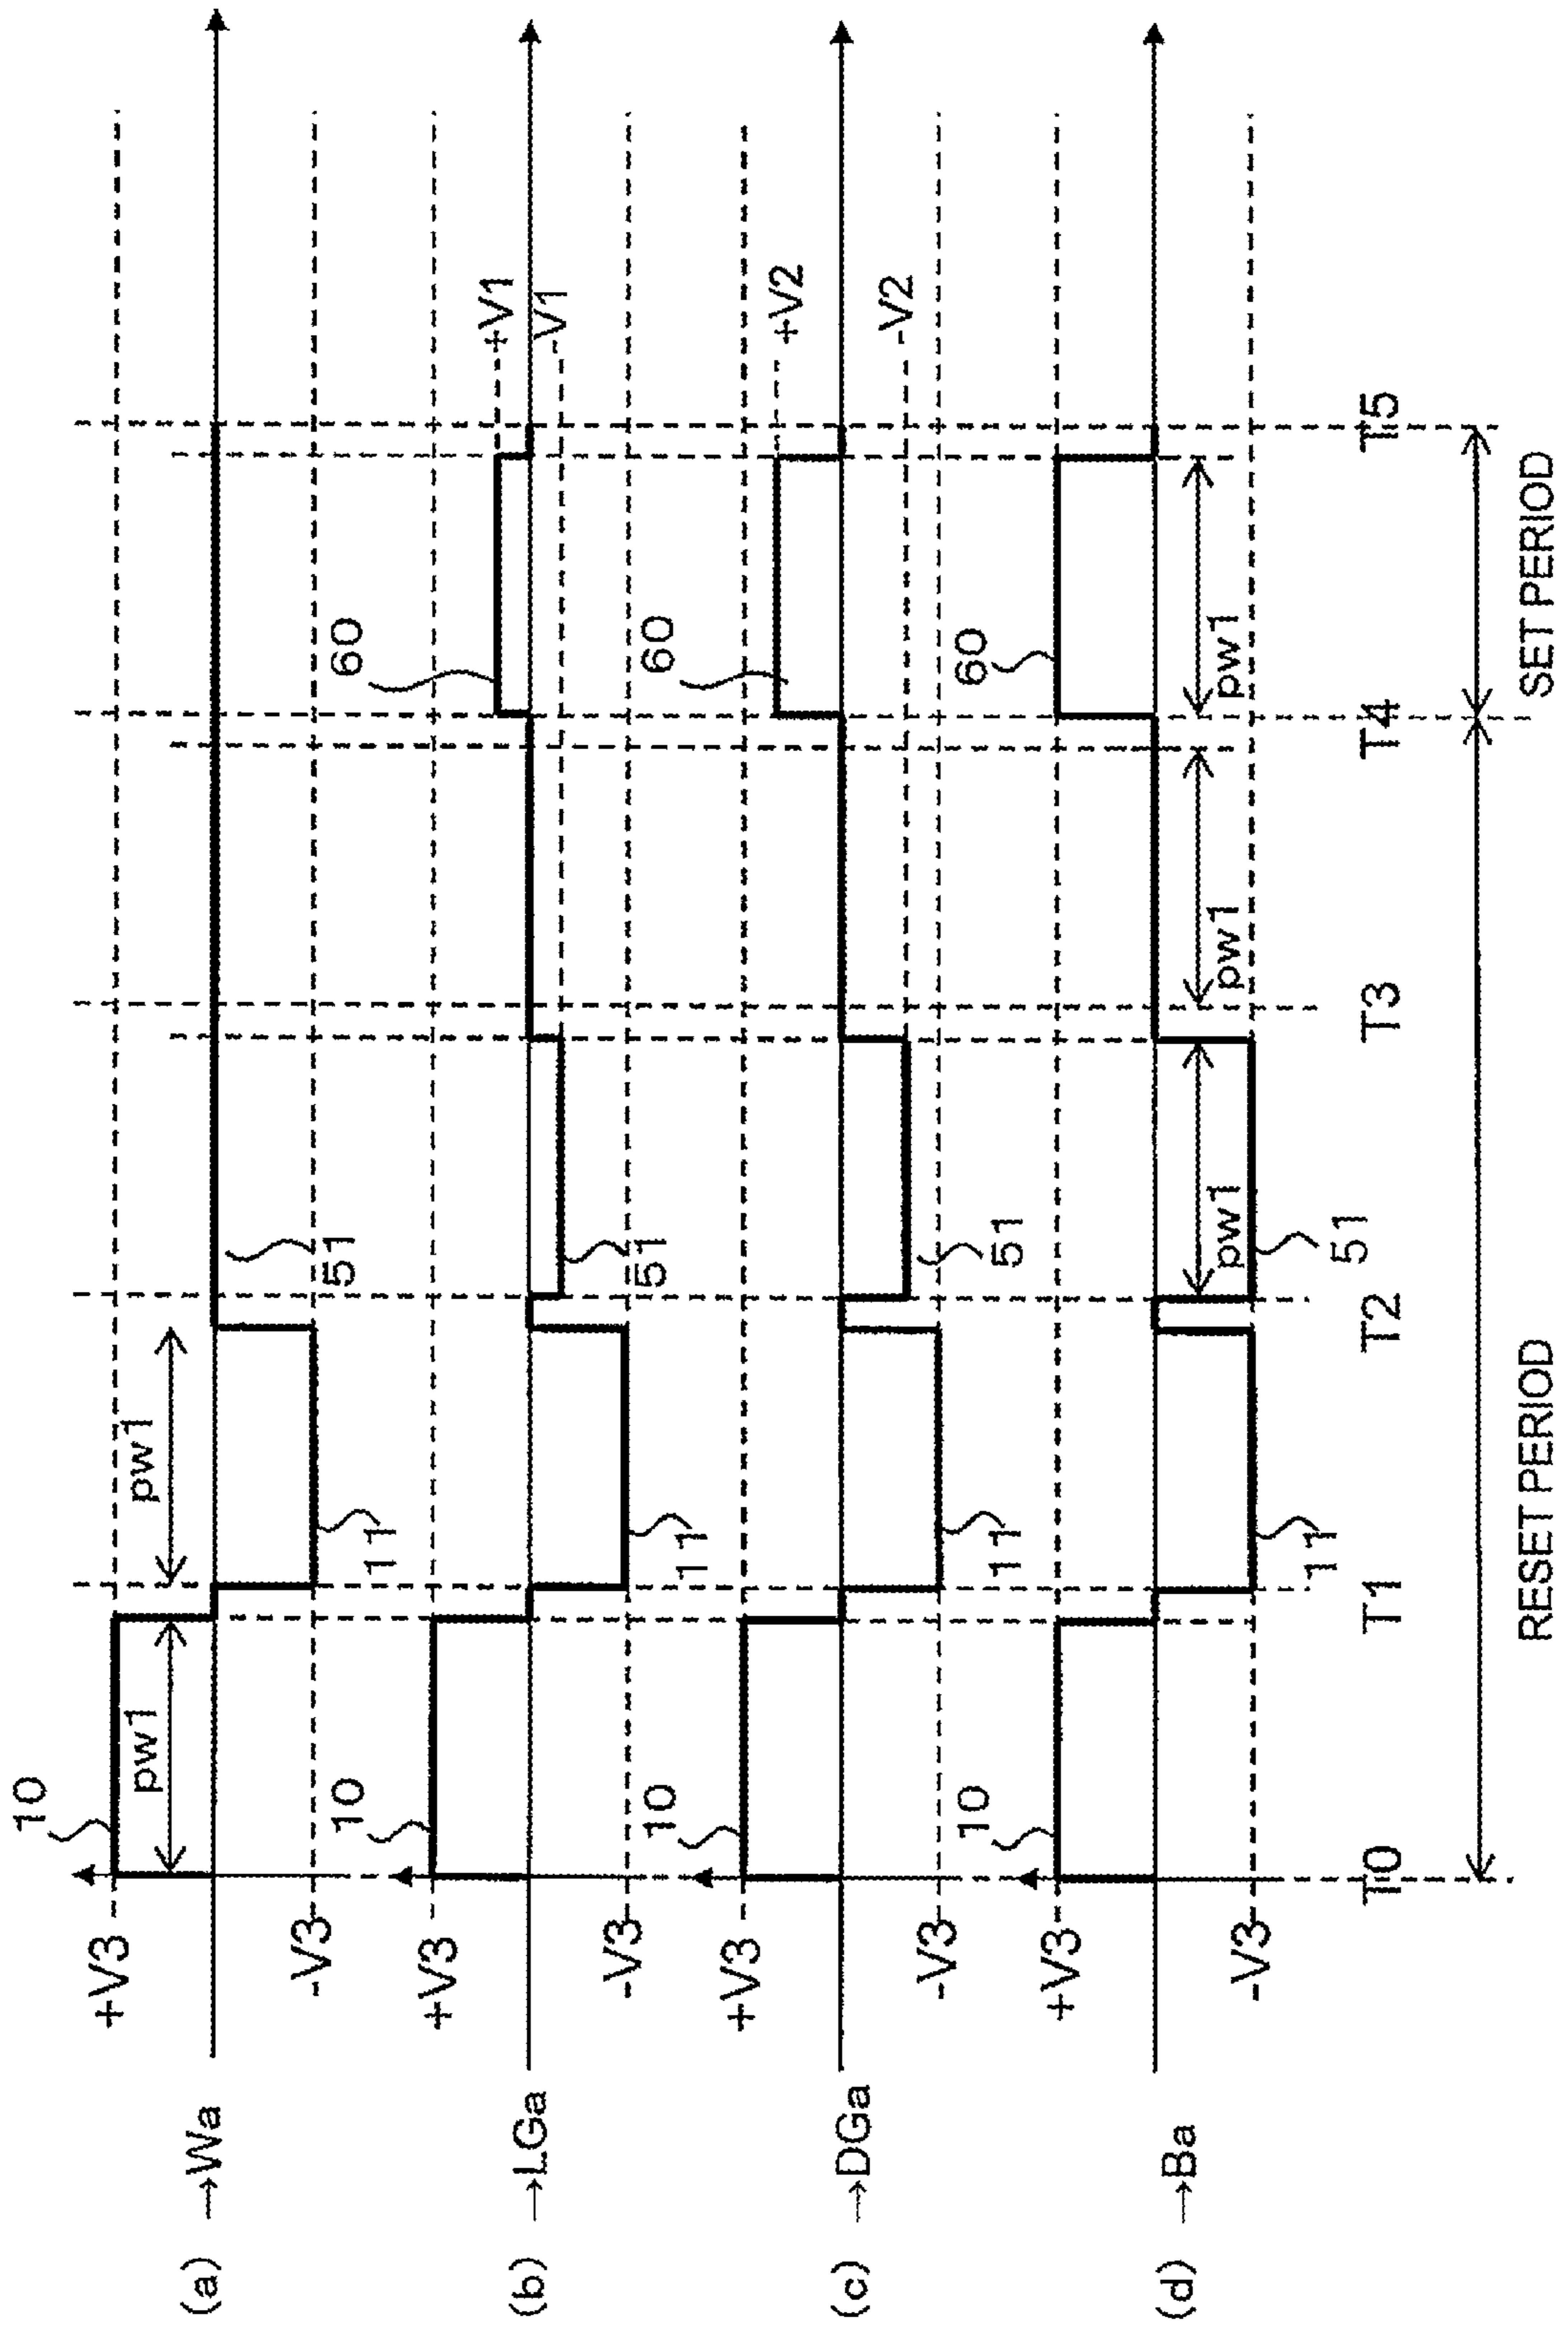 (a) →Wa
+V3
-V3
10
pw1
pw1
11
51
(b) →LGa
+V3
-V3
10
11
51
60
+V1
-V1
(c) →DGa
+V3
-V3
10
11
51
60
+V2
-V2
(d) →Ba
+V3
-V3
10
11
51
pw1
pw1
60
pw1
T0
T1
T2
T3
T4
T5
RESET PERIOD
SET PERIOD